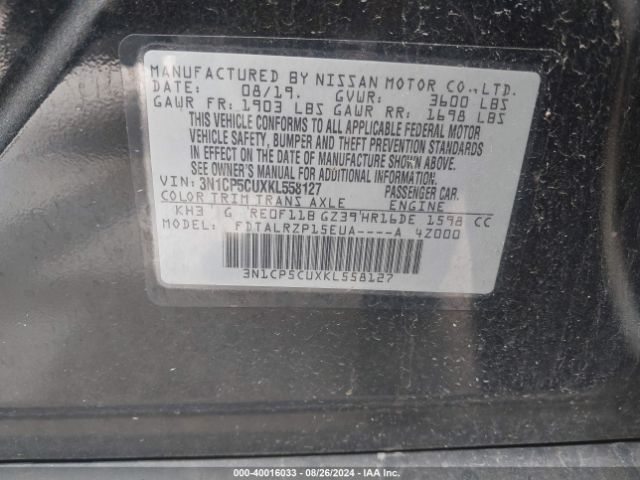 MANUFACTURED BY NISSAN MOTOR CO.,LTD.
DATE: 08/19. GVWR: 3600 LBS
GAWR FR: 1903 LBS GAWR RR: 1698 LBS
THIS VEHICLE CONFORMS TO ALL APPLICABLE FEDERAL MOTOR
VEHICLE SAFETY, BUMPER AND THEFT PREVENTION STANDARDS
IN EFFECT ON THE DATE OF MANUFACTURE SHOWN ABOVE.
SEE OWNER'S MANUAL FOR ADDITIONAL INFORMATION.
VIN: 3N1CP5CUXKL558127 PASSENGER CAR.
COLOR TRIM TRANS AXLE ENGINE
KH3 G RE0F11B GZ39 HR16DE 1598 CC
MODEL: FDTALRZP15EUA----A 4Z000
3N1CP5CUXKL558127
000-40016033 — 08/26/2024 — IAAI.COM